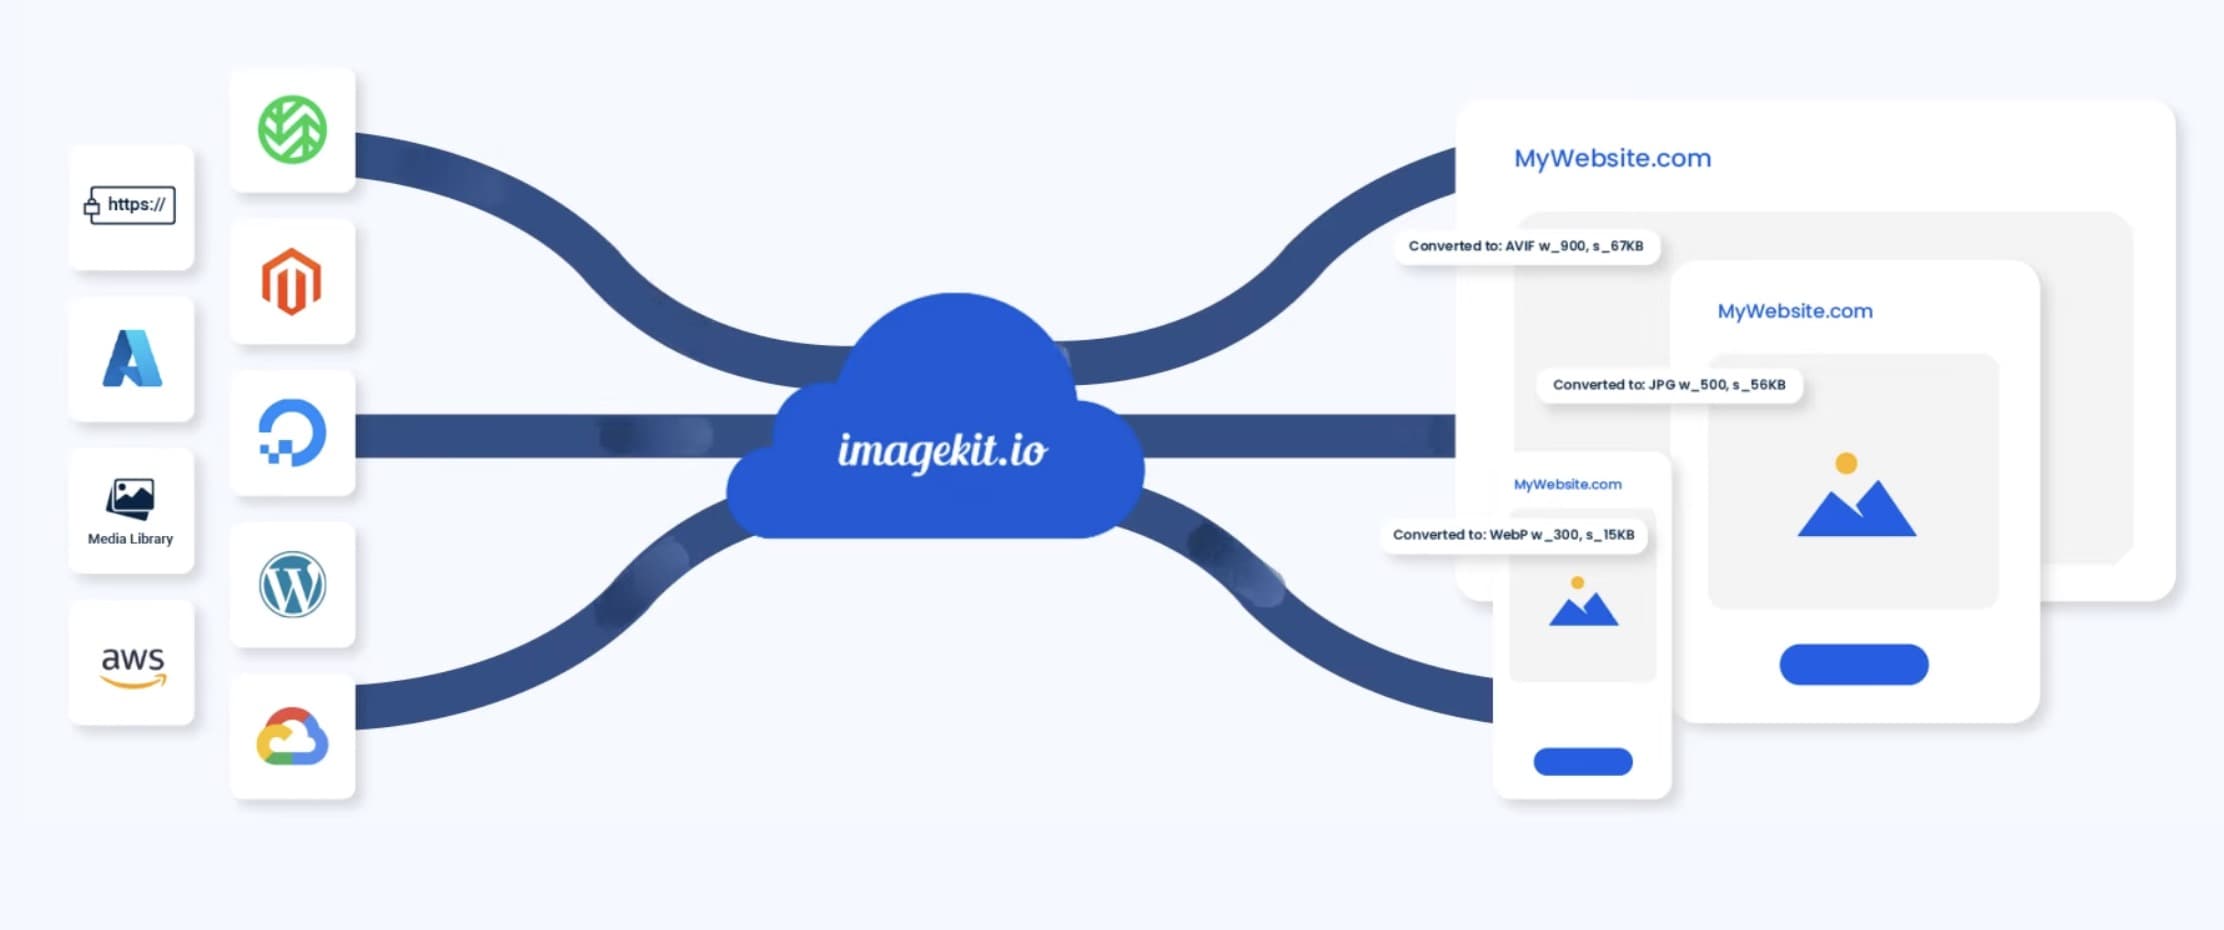 https://
Media Library
aws
imagekit.io
MyWebsite.com
Converted to: AVIF w_900, s_67KB
MyWebsite.com
Converted to: JPG w_500, s_56KB
MyWebsite.com
Converted to: WebP w_300, s_15KB